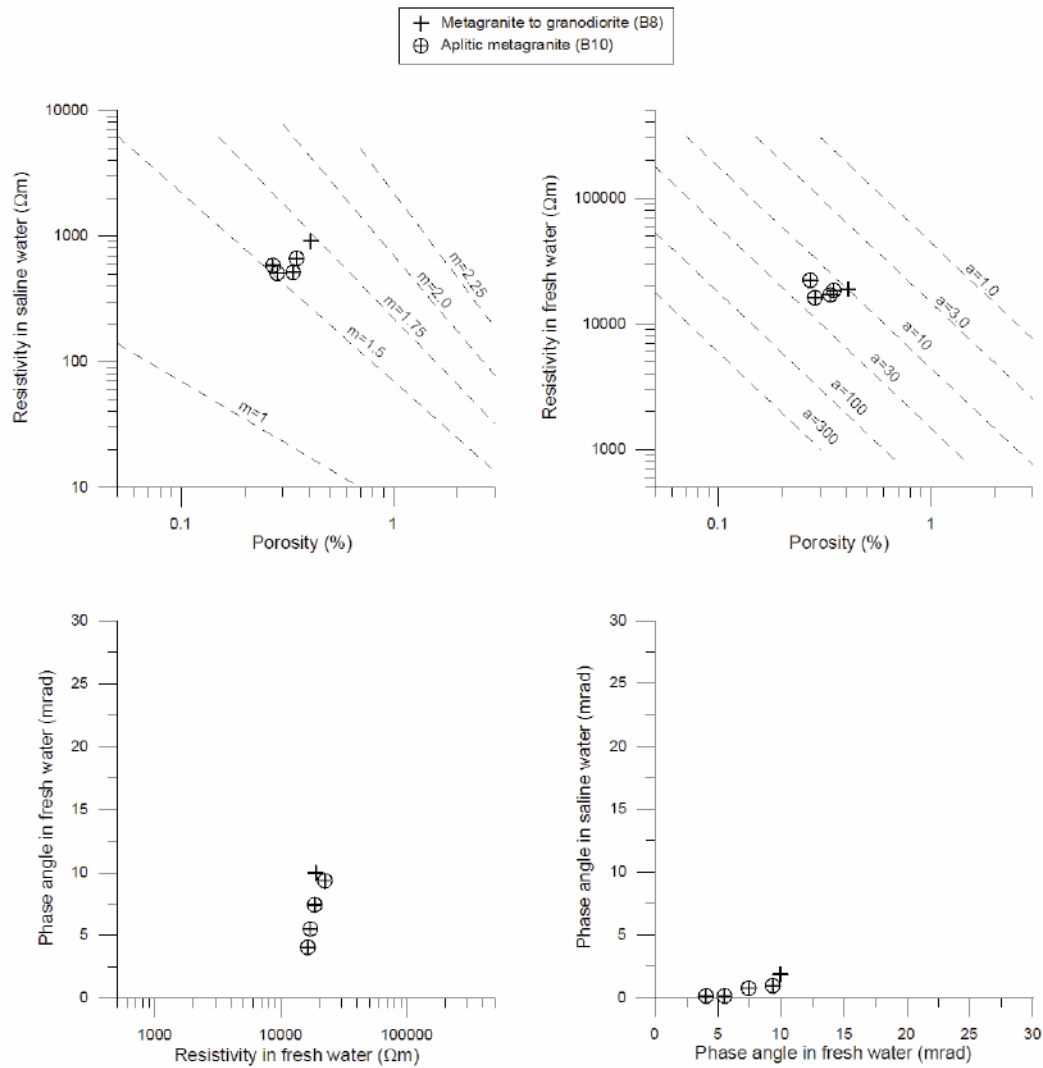 Metagranite to granodiorite (B8)
Aplitic metagranite (B10)
10000
1000
100
10
Resistivity in saline water (Ωm)
m=2.25
m=2.0
m=1.75
m=1.5
m=1
0.1
1
Porosity (%)
100000
10000
1000
Resistivity in fresh water (Ωm)
a=1.0
a=3.0
a=10
a=30
a=100
a=300
0.1
1
Porosity (%)
30
25
20
15
10
5
0
Phase angle in fresh water (mrad)
1000
10000
100000
Resistivity in fresh water (Ωm)
30
25
20
15
10
5
0
Phase angle in saline water (mrad)
0
5
10
15
20
25
30
Phase angle in fresh water (mrad)